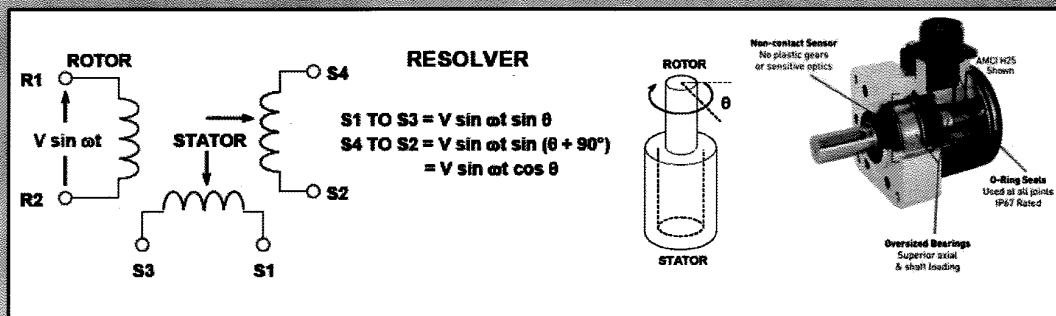 ROTOR
R1
V sin ωt
R2
STATOR
S3
S1
S4
S2
RESOLVER
S1 TO S3 = V sin ωt sin θ
S4 TO S2 = V sin ωt sin (θ + 90°)
= V sin ωt cos θ
ROTOR
θ
STATOR
Non-contact Sensor
No plastic gears
or sensitive optics
AMCI H25
Shown
O-Ring Seals
Used at all joints
IP67 Rated
Oversized Bearings
Superior axial
& shaft loading